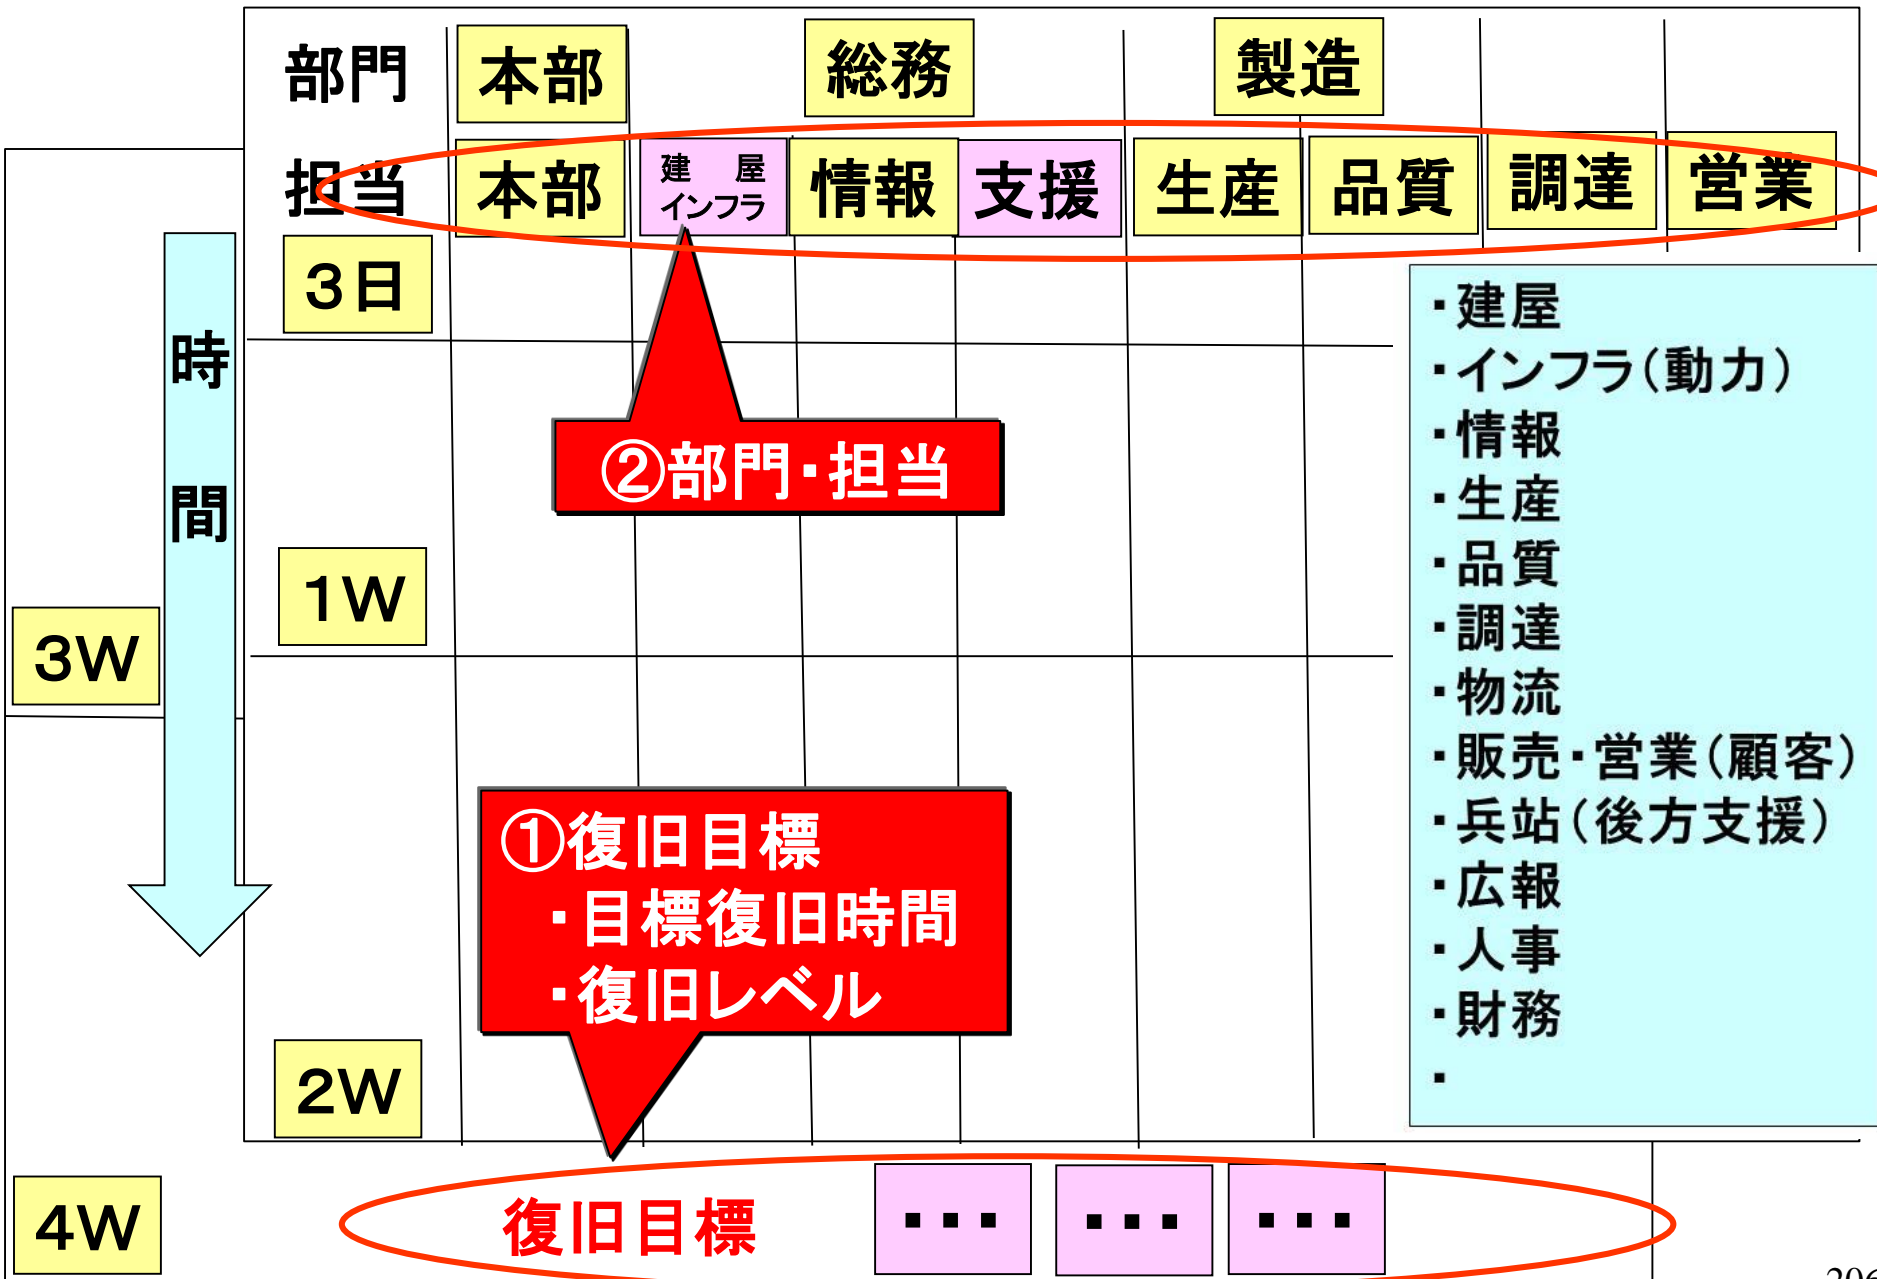 部門 本部 総務 製造
担当 本部 建　屋 情報 支援 生産 品質 調達 営業
インフラ
3日
時
間
②部門・担当
1W
3W
①復旧目標
・目標復旧時間
・復旧レベル
2W
・建屋
・インフラ(動力)
・情報
・生産
・品質
・調達
・物流
・販売・営業(顧客)
・兵站(後方支援)
・広報
・人事
・財務
・
4W
復旧目標 ・・・ ・・・ ・・・